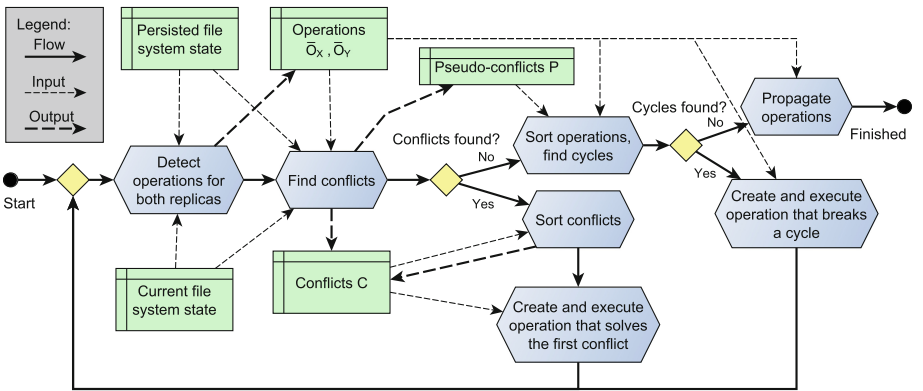 Legend:
Flow
Input
Output
Persisted file
system state
Operations
Ō_X , Ō_Y
Pseudo-conflicts P
Start
Detect
operations for
both replicas
Find conflicts
Conflicts found?
No
Yes
Sort operations,
find cycles
Cycles found?
No
Yes
Propagate
operations
Finished
Create and execute
operation that breaks
a cycle
Sort conflicts
Current file
system state
Conflicts C
Create and execute
operation that solves
the first conflict